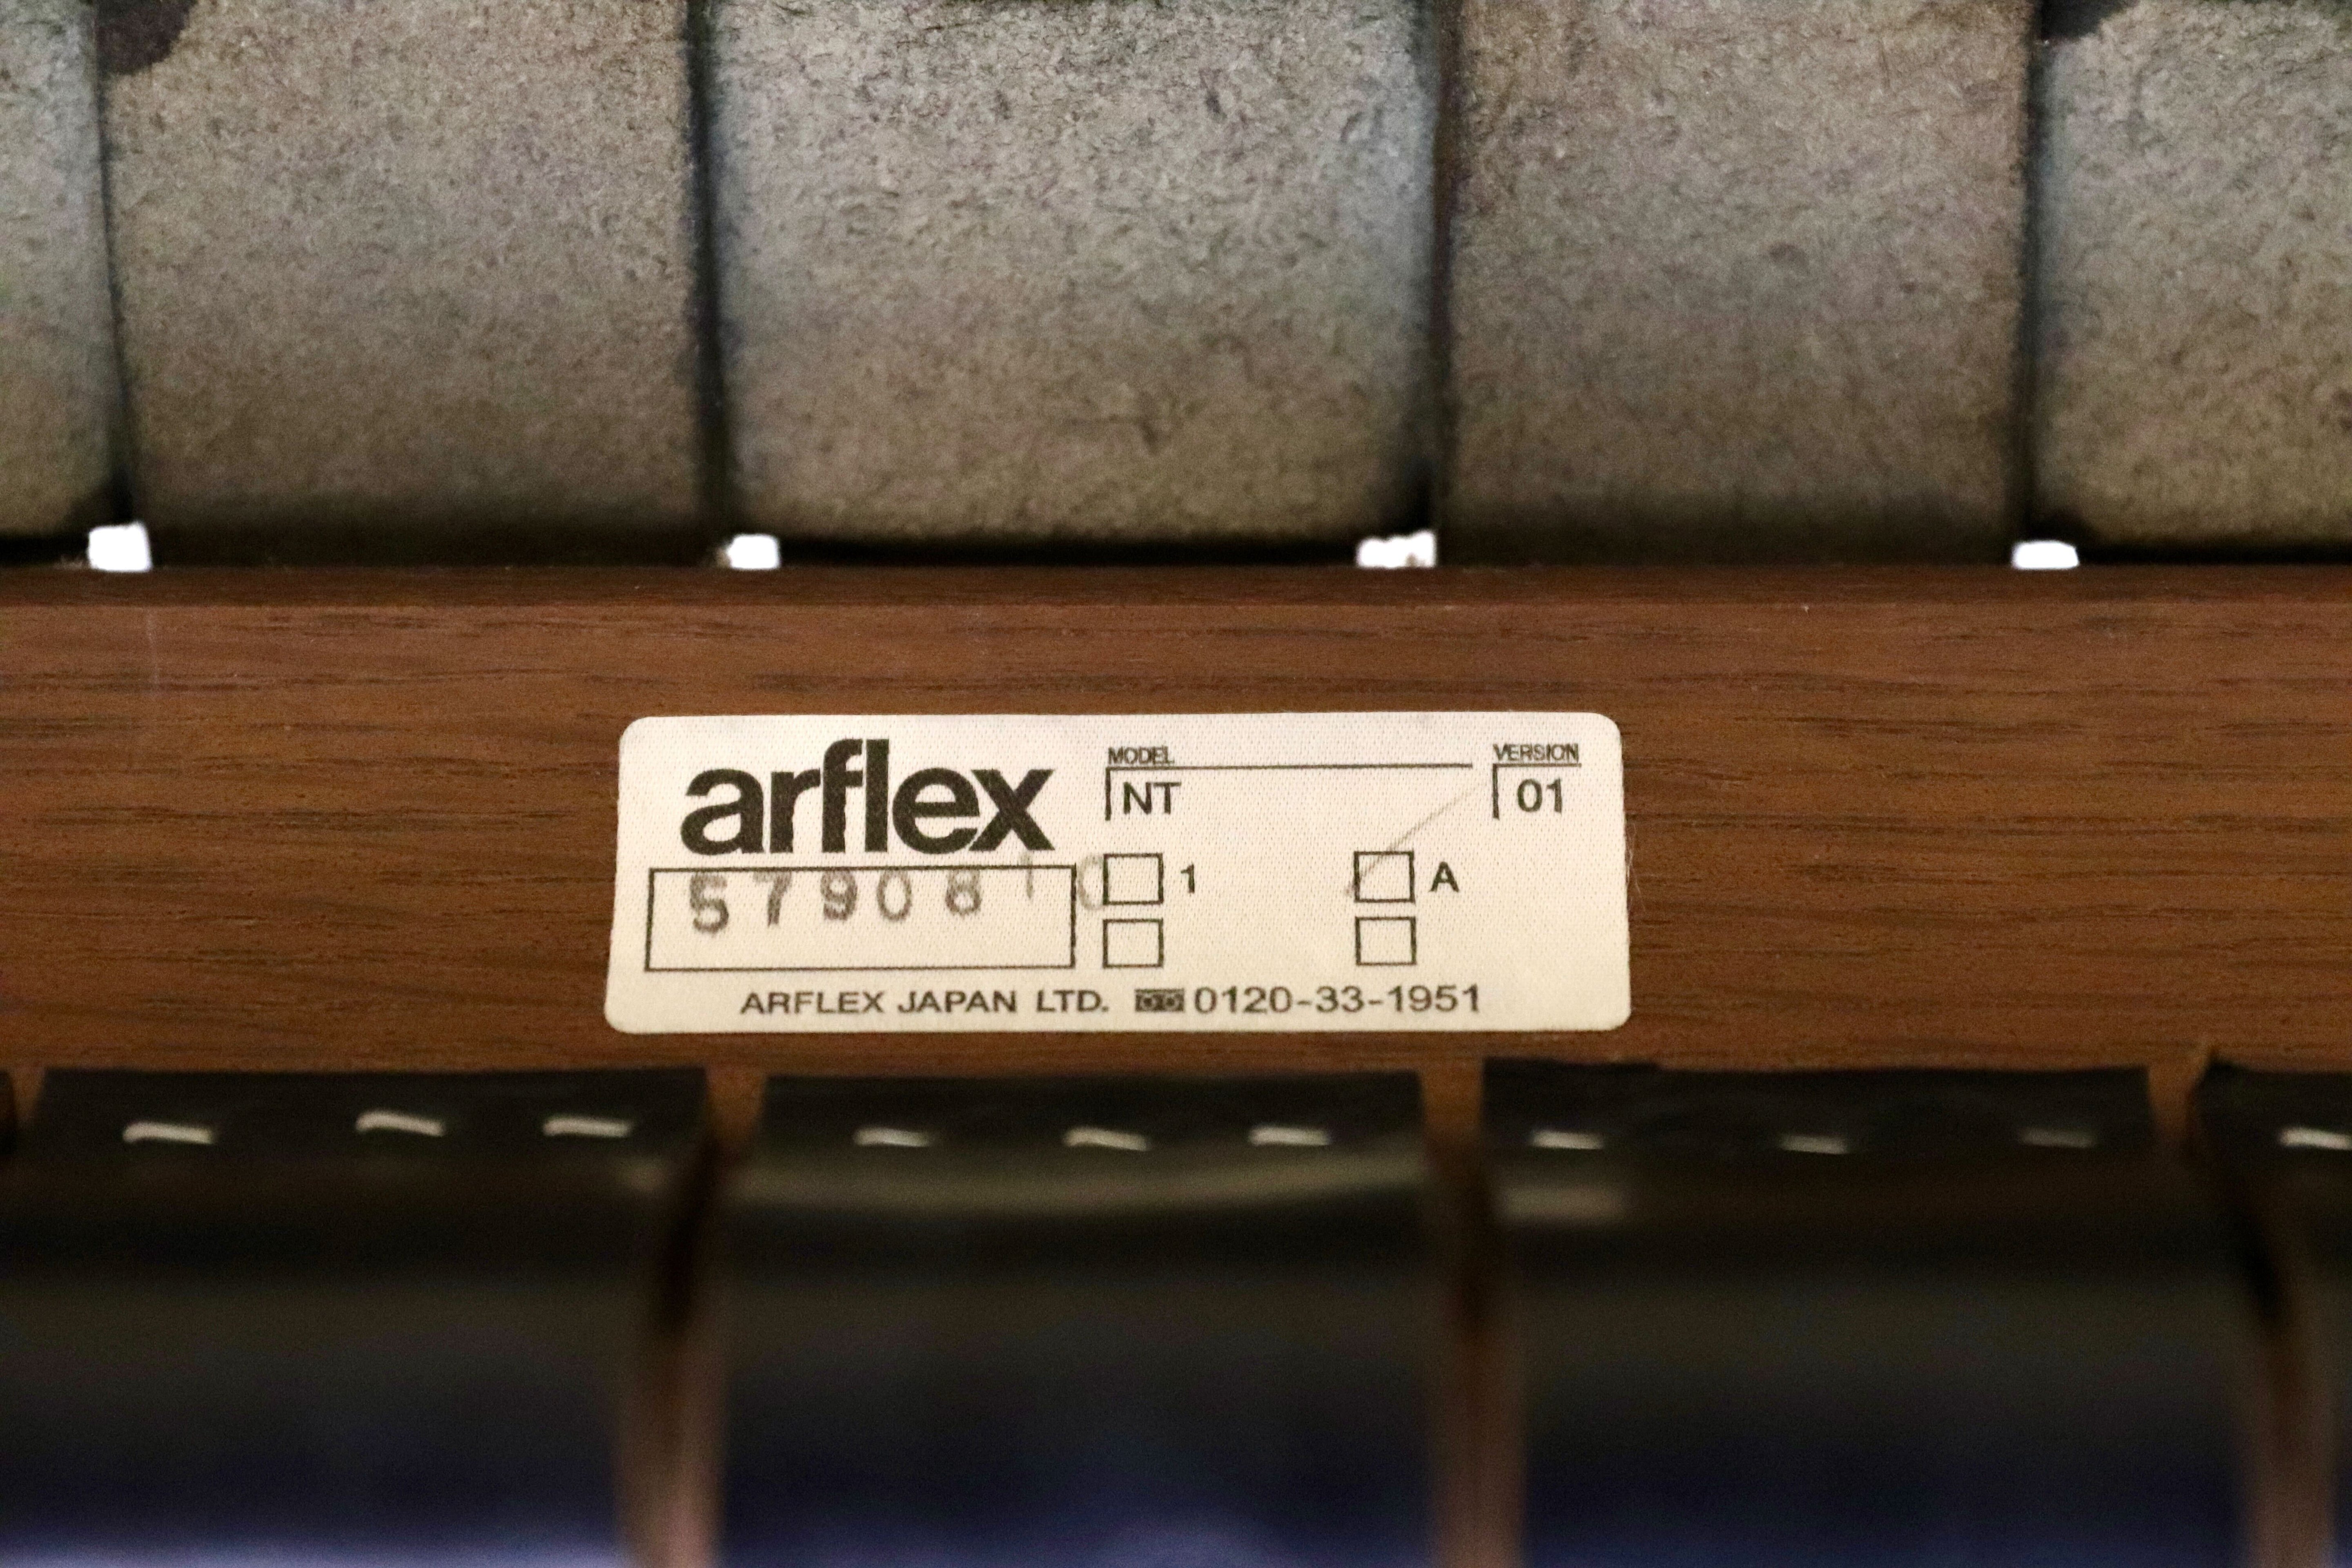 arflex
MODEL
NT
VERSION
01
57908
1
A
ARFLEX JAPAN LTD. 0120-33-1951